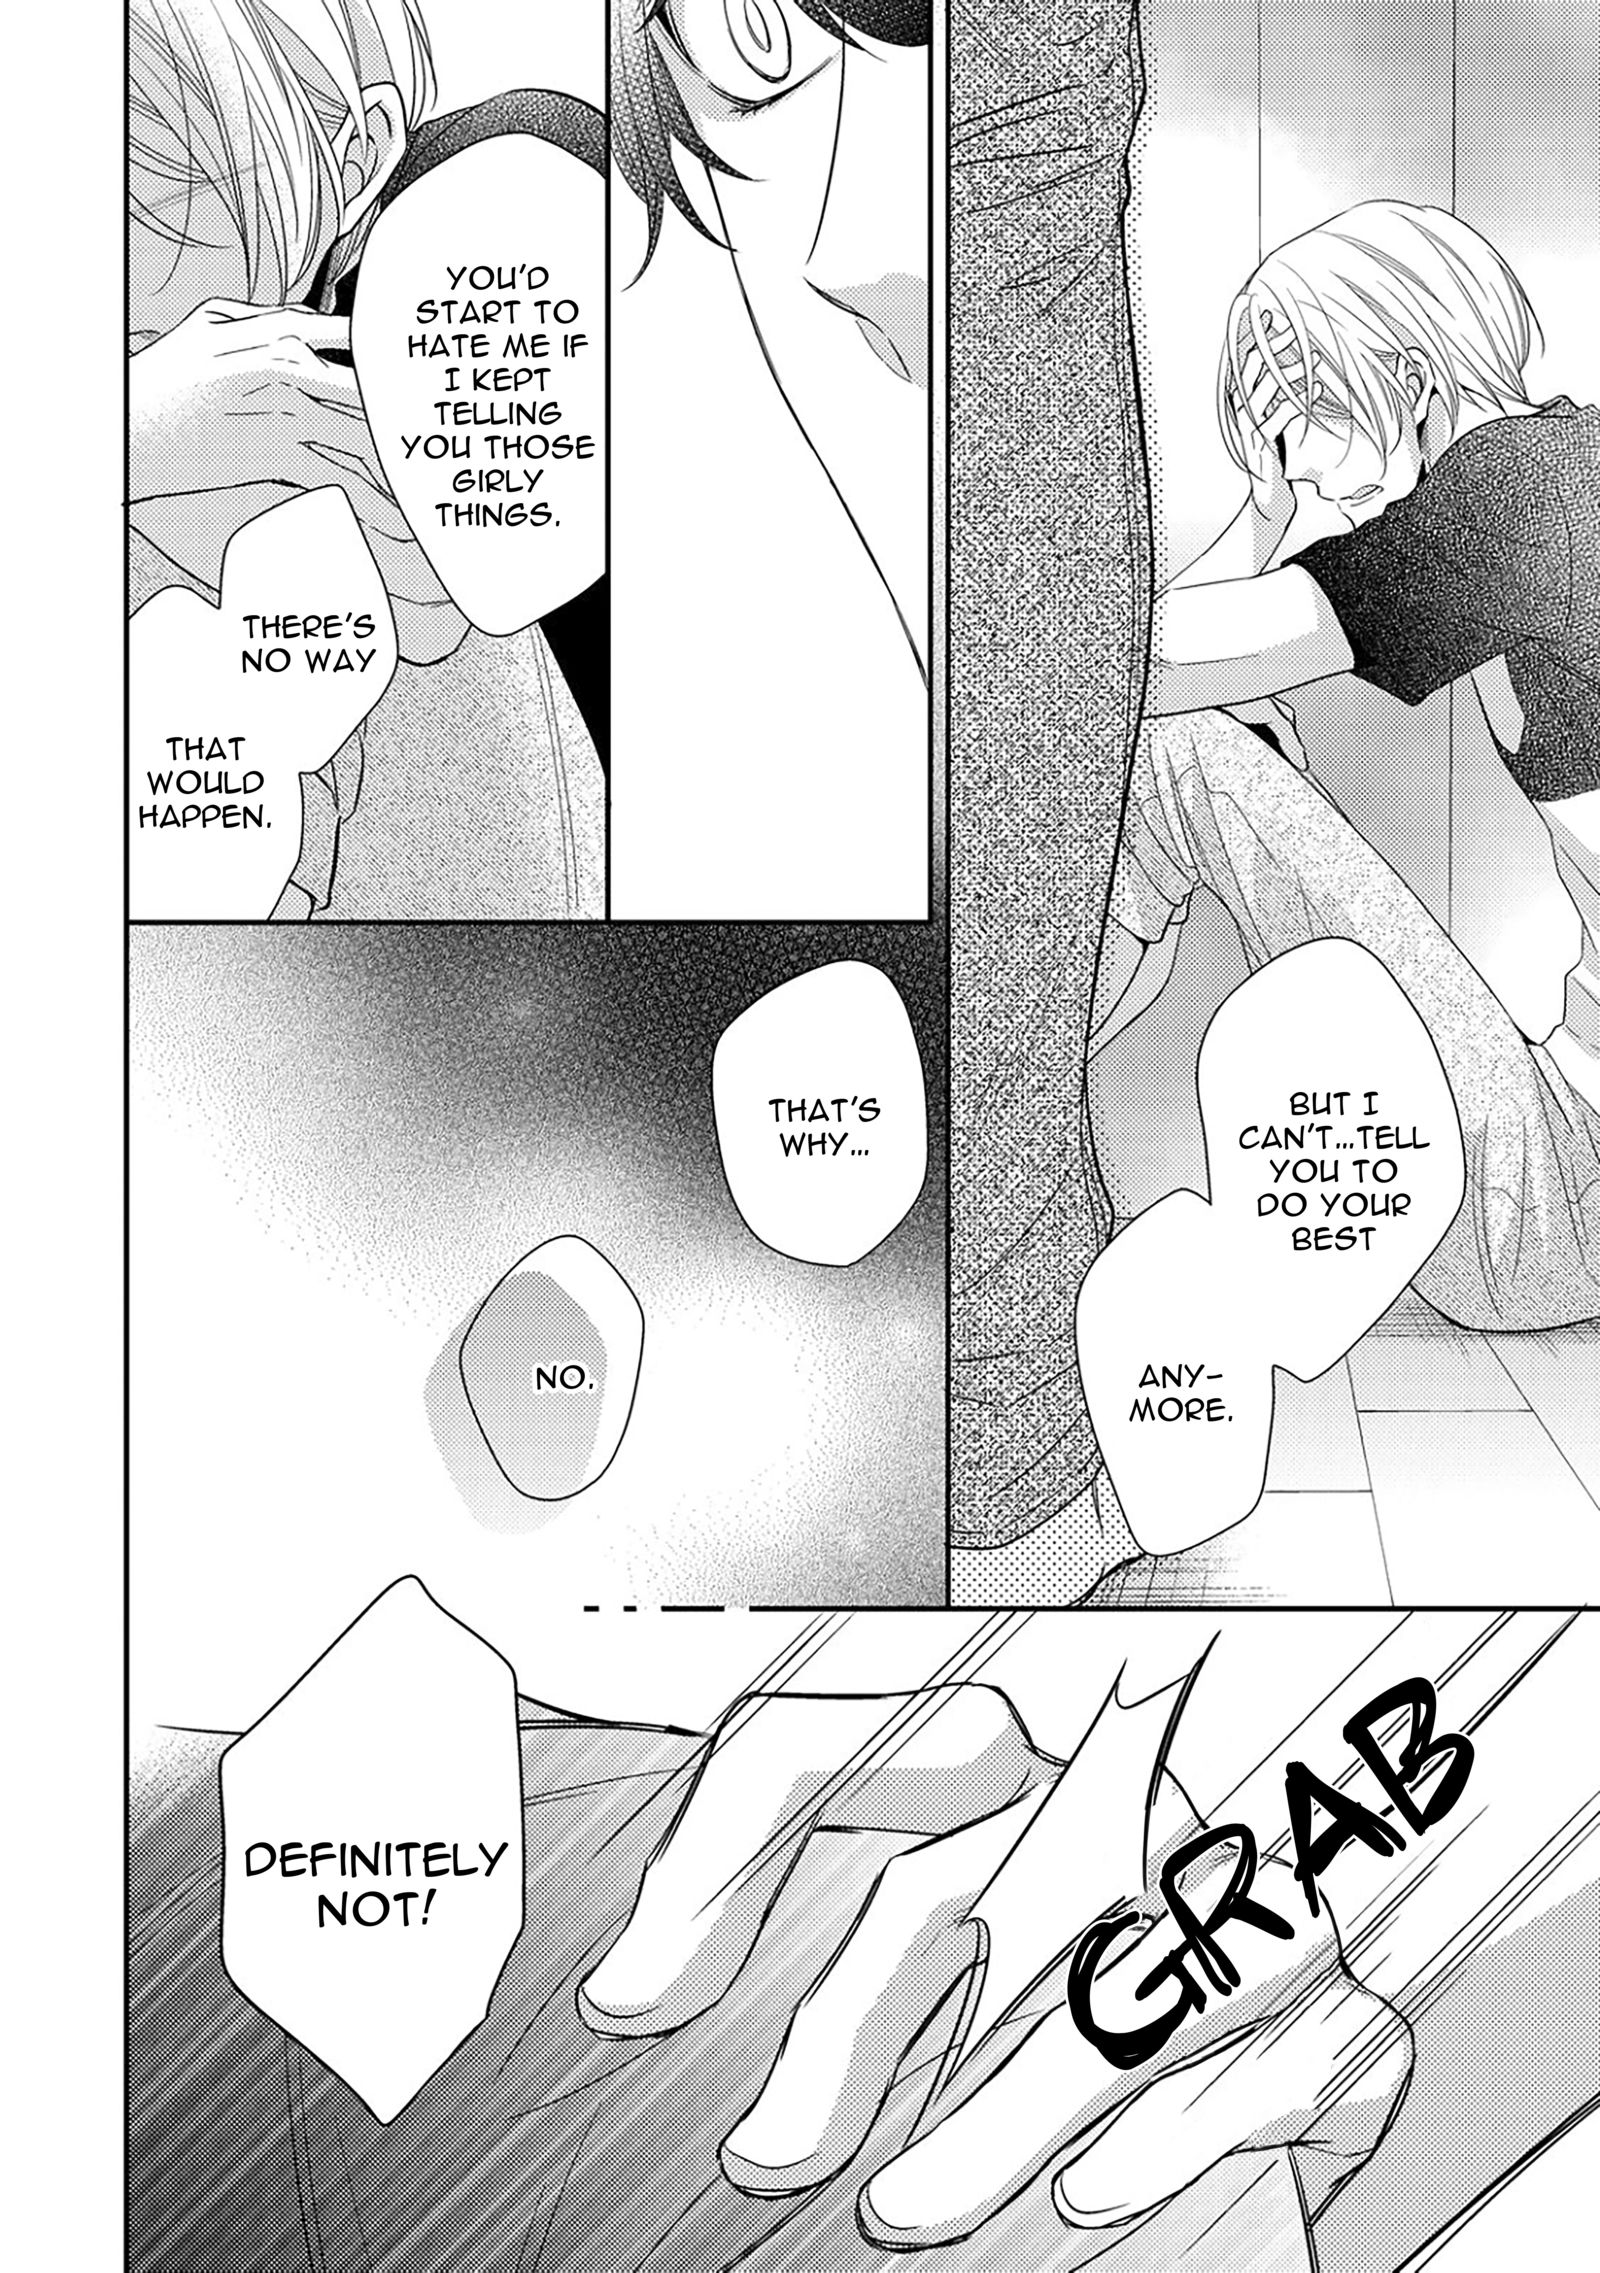 BUT I
CAN'T...TELL
YOU TO
DO YOUR
BEST
ANY-
MORE.
YOU'D
START TO
HATE ME IF
I KEPT
TELLING
YOU THOSE
GIRLY
THINGS.
THERE'S
NO WAY
THAT
WOULD
HAPPEN.
THAT'S
WHY...
NO.
GRAB
DEFINITELY
NOT!